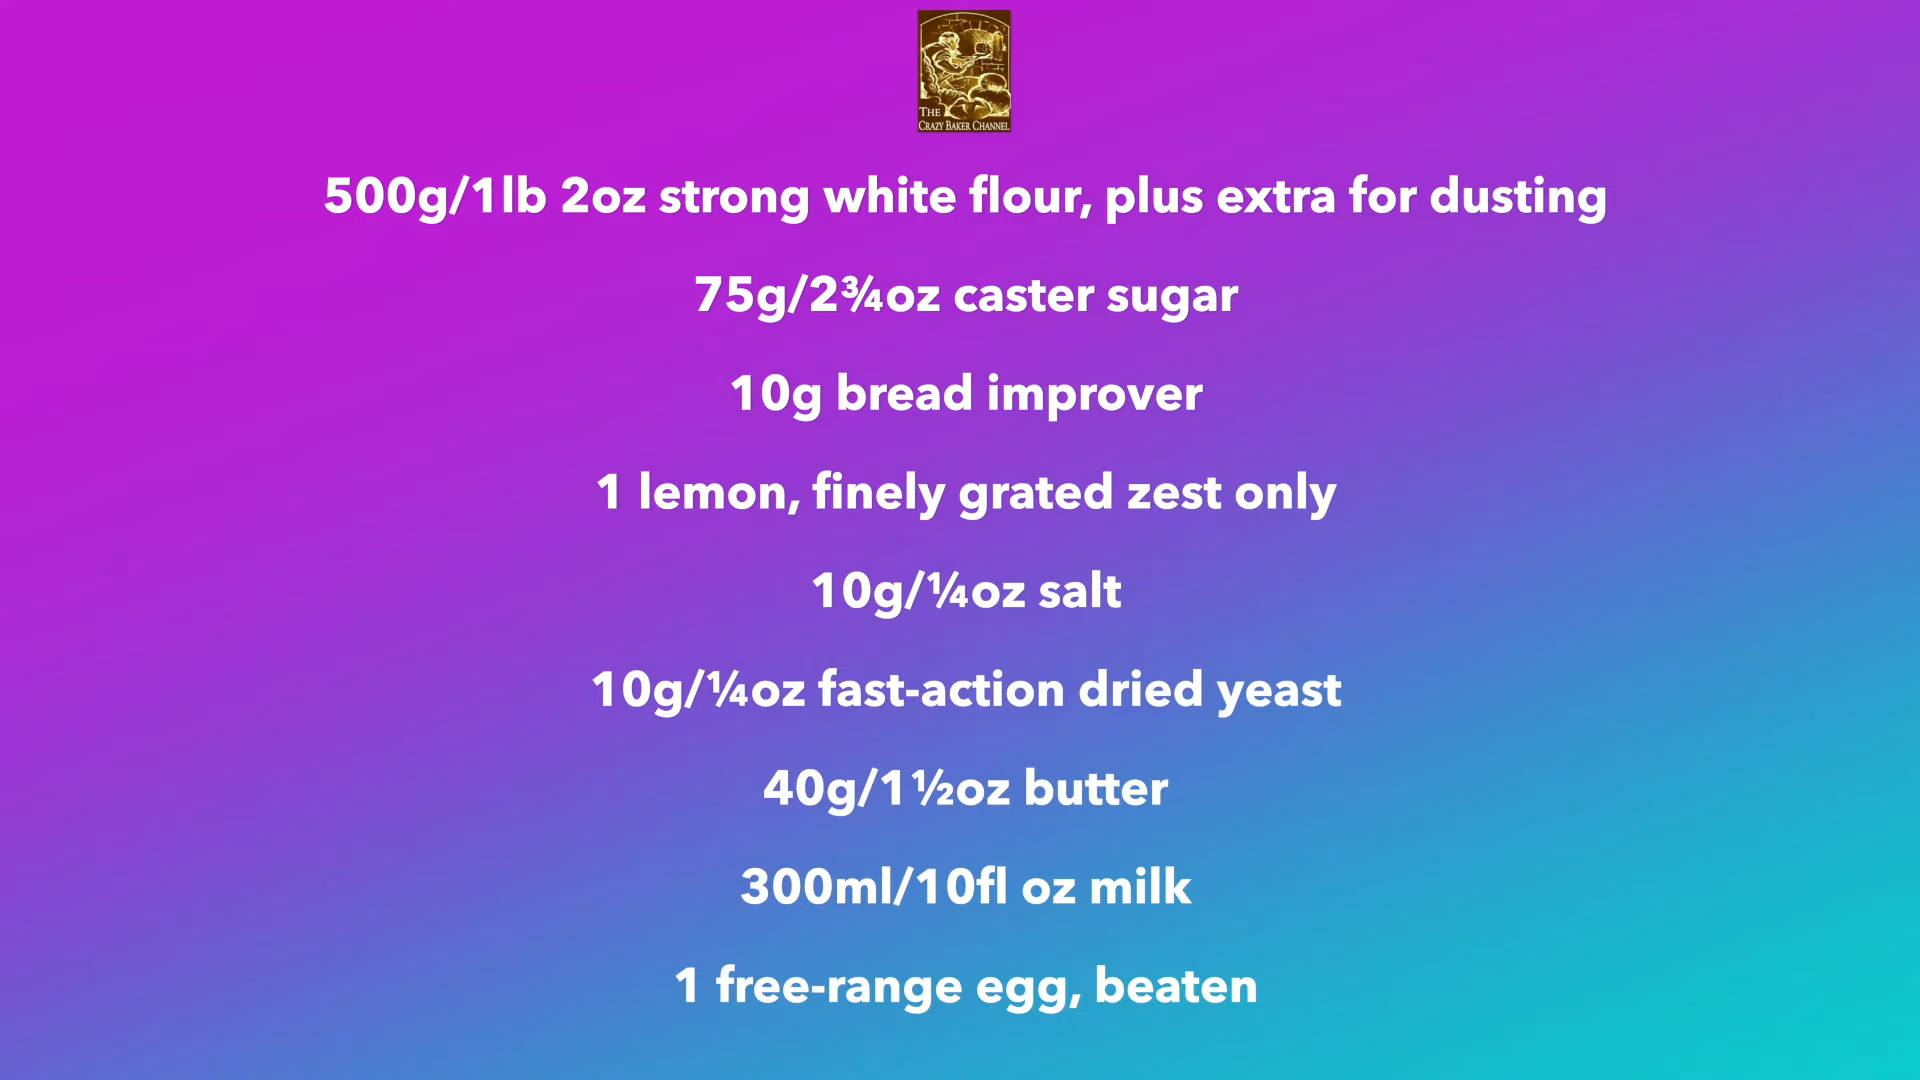 THE
CRAZY BAKER CHANNEL
500g/1lb 2oz strong white flour, plus extra for dusting
75g/2¾oz caster sugar
10g bread improver
1 lemon, finely grated zest only
10g/¼oz salt
10g/¼oz fast-action dried yeast
40g/1½oz butter
300ml/10fl oz milk
1 free-range egg, beaten